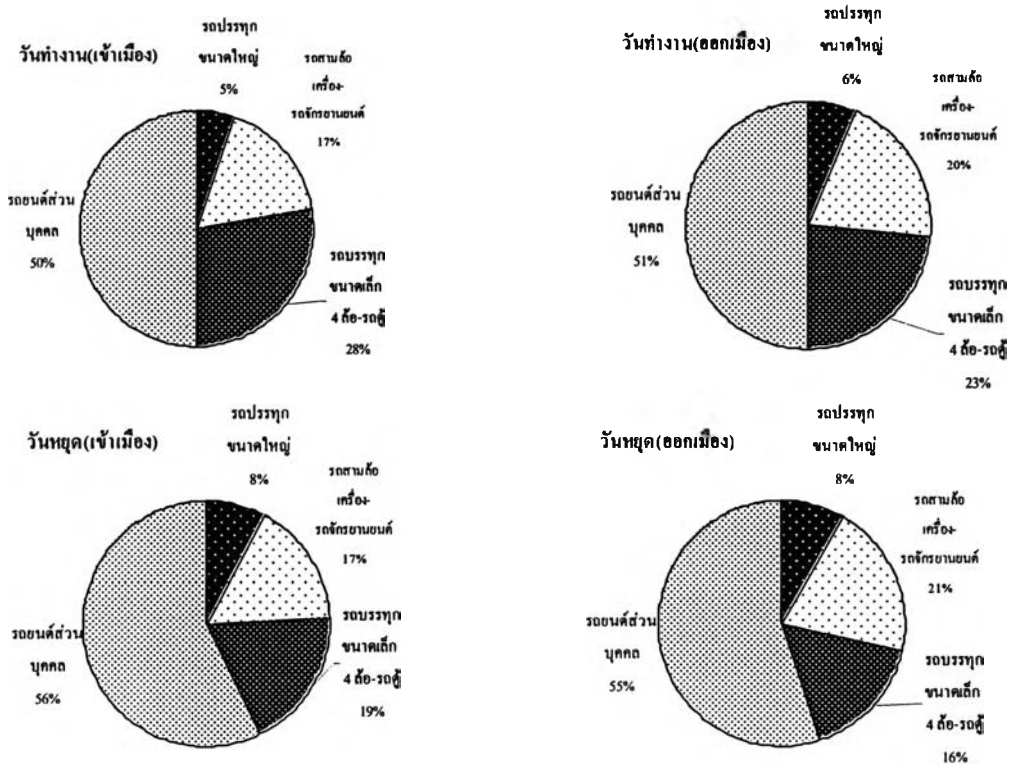 วันทำงาน(เข้าเมือง)
รถปรรทุก
ขนาดใหญ่
5%
รถสามล้อ
เครื่อง-
รถจักรยานยนต์
17%
รถยนต์ส่วน
บุคคล
50%
รถบรรทุก
ขนาดเล็ก
4 ล้อ-รถตู้
28%
วันทำงาน(ออกเมือง)
รถปรรทุก
ขนาดใหญ่
6%
รถสามล้อ
เครื่อง-
รถจักรยานยนต์
20%
รถยนต์ส่วน
บุคคล
51%
รถบรรทุก
ขนาดเล็ก
4 ล้อ-รถตู้
23%
วันหยุด(เข้าเมือง)
รถปรรทุก
ขนาดใหญ่
8%
รถสามล้อ
เครื่อง-
รถจักรยานยนต์
17%
รถยนต์ส่วน
บุคคล
56%
รถบรรทุก
ขนาดเล็ก
4 ล้อ-รถตู้
19%
วันหยุด(ออกเมือง)
รถปรรทุก
ขนาดใหญ่
8%
รถสามล้อ
เครื่อง-
รถจักรยานยนต์
21%
รถยนต์ส่วน
บุคคล
55%
รถบรรทุก
ขนาดเล็ก
4 ล้อ-รถตู้
16%